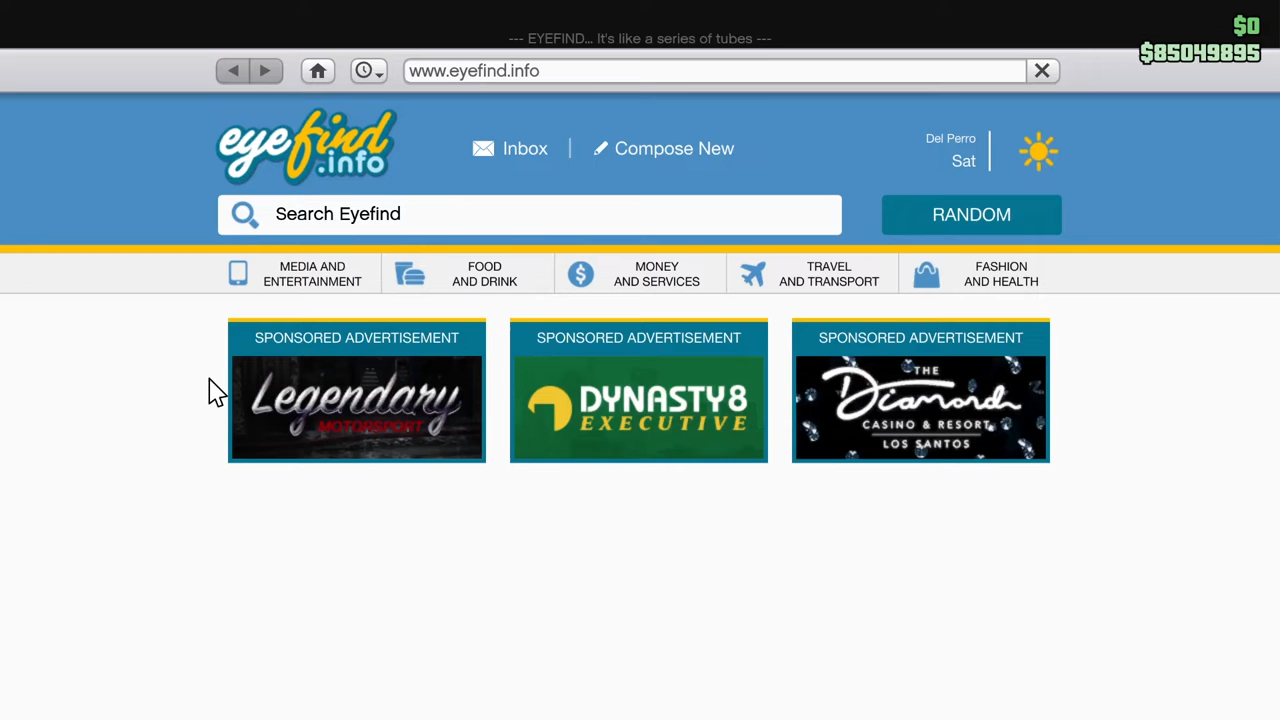 $0
--- EYEFIND... It's like a series of tubes ---
$85049895
www.eyefind.info
eyefind
.info
Inbox
Compose New
Del Perro
Sat
Search Eyefind
RANDOM
MEDIA AND
ENTERTAINMENT
FOOD
AND DRINK
MONEY
AND SERVICES
TRAVEL
AND TRANSPORT
FASHION
AND HEALTH
SPONSORED ADVERTISEMENT
Legendary
MOTORSPORT
SPONSORED ADVERTISEMENT
DYNASTY8
EXECUTIVE
SPONSORED ADVERTISEMENT
THE
Diamond
CASINO & RESORT
LOS SANTOS